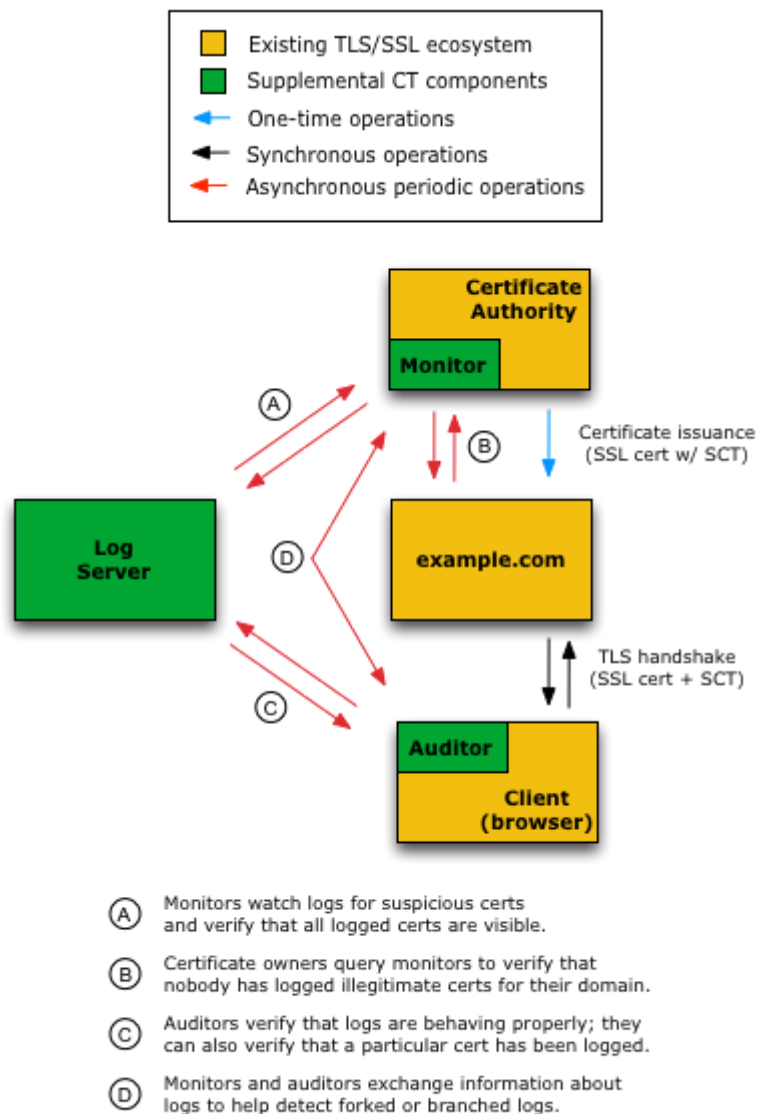 Existing TLS/SSL ecosystem
Supplemental CT components
One-time operations
Synchronous operations
Asynchronous periodic operations
Certificate
Authority
Monitor
A
B
Certificate issuance
(SSL cert w/ SCT)
Log
Server
D
example.com
TLS handshake
(SSL cert + SCT)
C
Auditor
Client
(browser)
A Monitors watch logs for suspicious certs
and verify that all logged certs are visible.
B Certificate owners query monitors to verify that
nobody has logged illegitimate certs for their domain.
C Auditors verify that logs are behaving properly; they
can also verify that a particular cert has been logged.
D Monitors and auditors exchange information about
logs to help detect forked or branched logs.